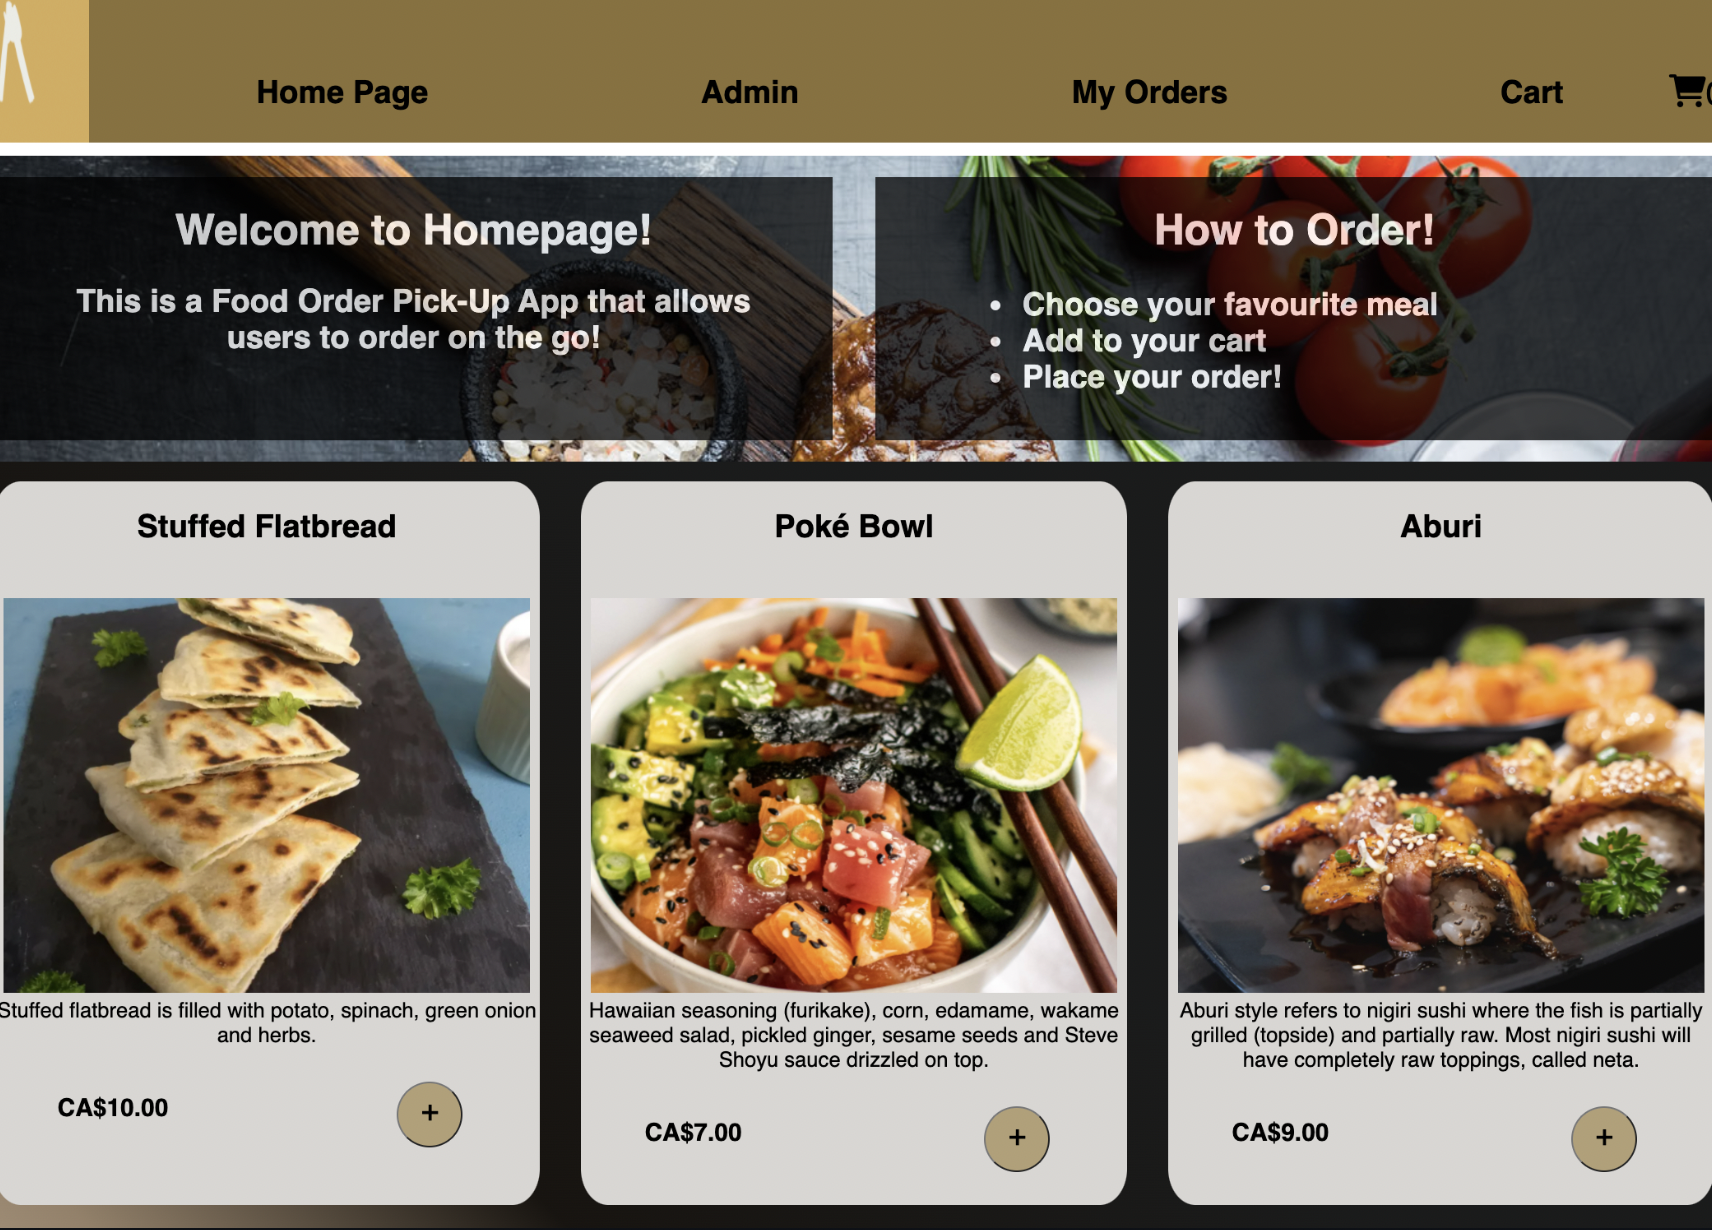 Home Page
Admin
My Orders
Cart
Welcome to Homepage!
This is a Food Order Pick-Up App that allows
users to order on the go!
How to Order!
• Choose your favourite meal
• Add to your cart
• Place your order!
Stuffed Flatbread
Stuffed flatbread is filled with potato, spinach, green onion
and herbs.
CA$10.00
+
Poké Bowl
Hawaiian seasoning (furikake), corn, edamame, wakame
seaweed salad, pickled ginger, sesame seeds and Steve
Shoyu sauce drizzled on top.
CA$7.00
+
Aburi
Aburi style refers to nigiri sushi where the fish is partially
grilled (topside) and partially raw. Most nigiri sushi will
have completely raw toppings, called neta.
CA$9.00
+